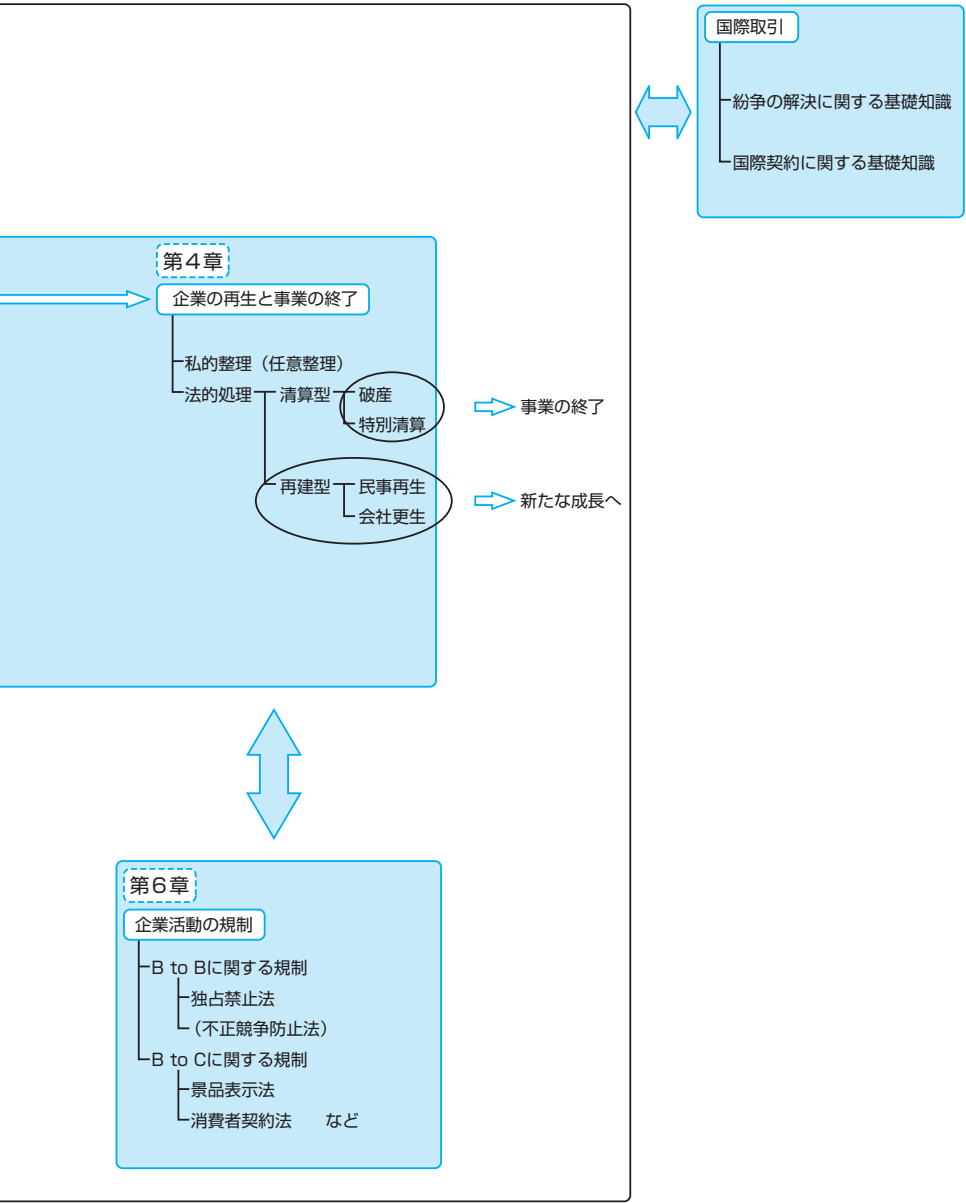 国際取引
紛争の解決に関する基礎知識
国際契約に関する基礎知識
第4章
企業の再生と事業の終了
私的整理（任意整理）
法的処理 清算型 破産
特別清算
事業の終了
再建型 民事再生
会社更生
新たな成長へ
第6章
企業活動の規制
B to Bに関する規制
独占禁止法
（不正競争防止法）
B to Cに関する規制
景品表示法
消費者契約法　　など